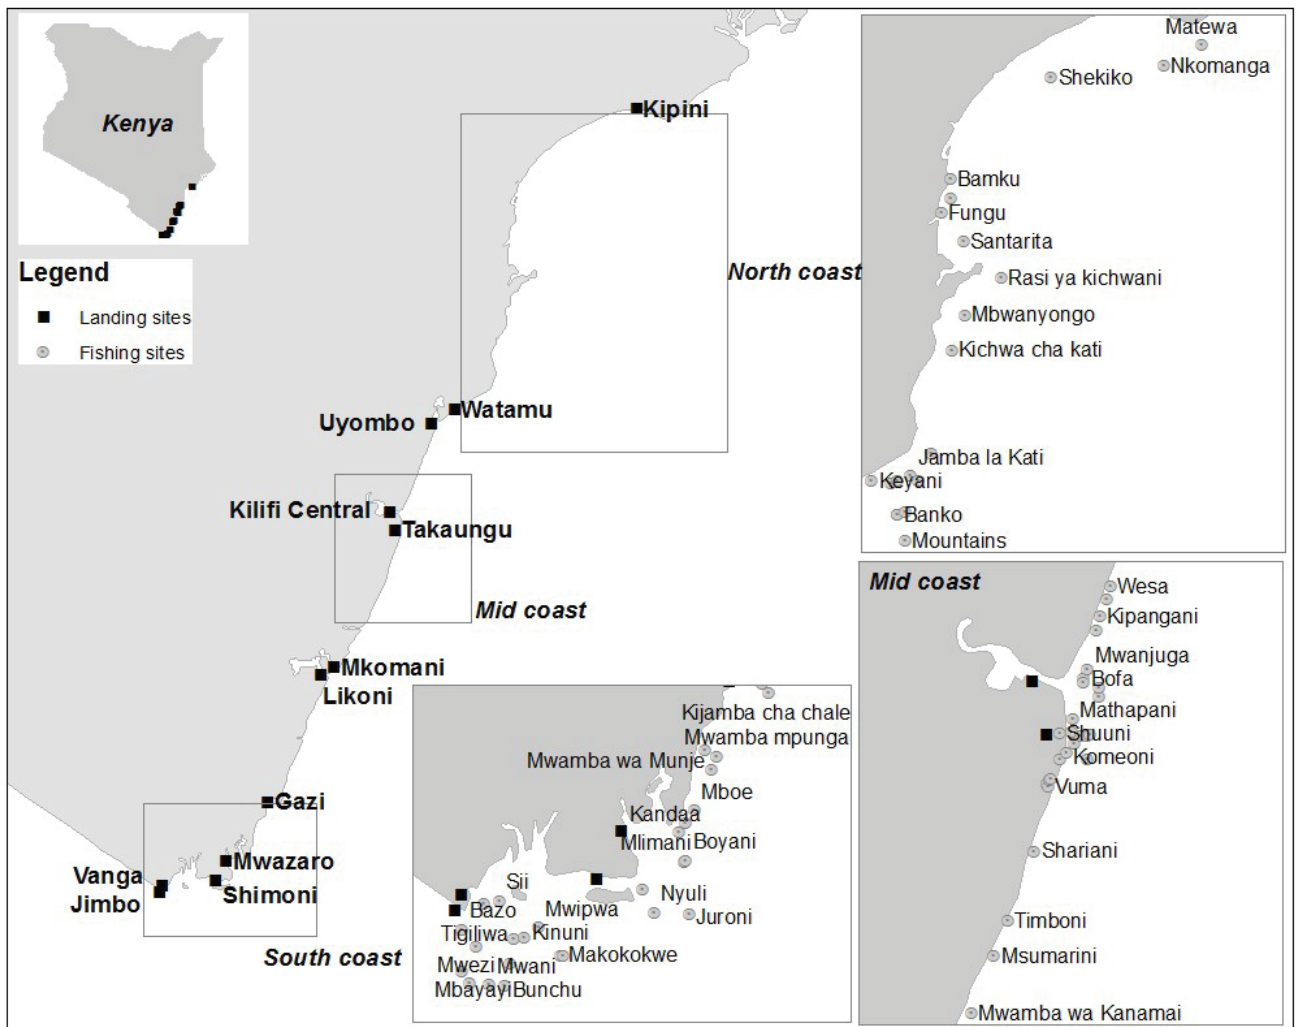 Kenya
Legend
Landing sites
Fishing sites
Kipini
North coast
Watamu
Uyombo
Kilifi Central
Takaungu
Mid coast
Mkomani
Likoni
Gazi
Mwazaro
Vanga
Jimbo
Shimoni
South coast
Matewa
Nkomanga
Shekiko
Bamku
Fungu
Santarita
Rasi ya kichwani
Mbwanyongo
Kichwa cha kati
Jamba la Kati
Keyani
Banko
Mountains
Mid coast
Wesa
Kipangani
Mwanjuga
Bofa
Mathapani
Shuuni
Komeoni
Vuma
Shariani
Timboni
Msumarini
Mwamba wa Kanamai
Kijamba cha chale
Mwamba mpunga
Mwamba wa Munje
Mboe
Kandaa
Mlimani Boyani
Sii
Nyuli
Bazo
Mwipwa
Juroni
Tigiliwa
Kinuni
Makokokwe
Mwezi Mwani
Mbayayi Bunchu